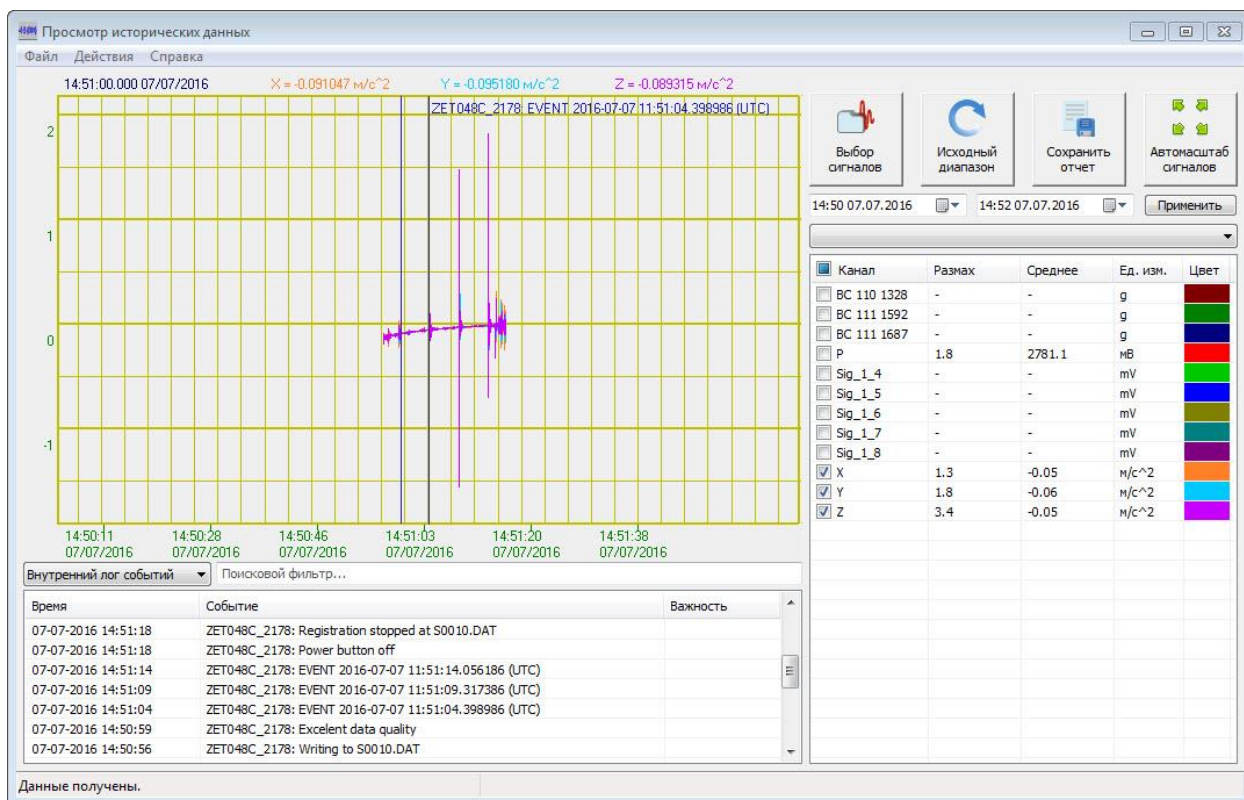 Просмотр исторических данных
Файл Действия Справка
14:51:00.000 07/07/2016 X = -0.091047 м/с^2 Y = -0.095180 м/с^2 Z = -0.089315 м/с^2
ZET048C_2178: EVENT 2016-07-07 11:51:04.398986 (UTC)
2
1
0
-1
14:50:11 14:50:28 14:50:46 14:51:03 14:51:20 14:51:38
07/07/2016 07/07/2016 07/07/2016 07/07/2016 07/07/2016 07/07/2016
Внутренний лог событий Поисковой фильтр...
Время Событие Важность
07-07-2016 14:51:18 ZET048C_2178: Registration stopped at S0010.DAT
07-07-2016 14:51:18 ZET048C_2178: Power button off
07-07-2016 14:51:14 ZET048C_2178: EVENT 2016-07-07 11:51:14.056186 (UTC)
07-07-2016 14:51:09 ZET048C_2178: EVENT 2016-07-07 11:51:09.317386 (UTC)
07-07-2016 14:51:04 ZET048C_2178: EVENT 2016-07-07 11:51:04.398986 (UTC)
07-07-2016 14:50:59 ZET048C_2178: Excelent data quality
07-07-2016 14:50:56 ZET048C_2178: Writing to S0010.DAT
Выбор Исходный Сохранить Автомасштаб
сигналов диапазон отчет сигналов
14:50 07.07.2016 14:52 07.07.2016 Применить
Канал Размах Среднее Ед. изм. Цвет
BC 110 1328 - - g
BC 111 1592 - - g
BC 111 1687 - - g
P 1.8 2781.1 мВ
Sig_1_4 - - mV
Sig_1_5 - - mV
Sig_1_6 - - mV
Sig_1_7 - - mV
Sig_1_8 - - mV
X 1.3 -0.05 м/с^2
Y 1.8 -0.06 м/с^2
Z 3.4 -0.05 м/с^2
Данные получены.